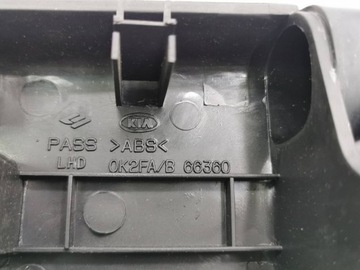 KIA
PASS >ABS<
LHD 0K2FA/B 66360